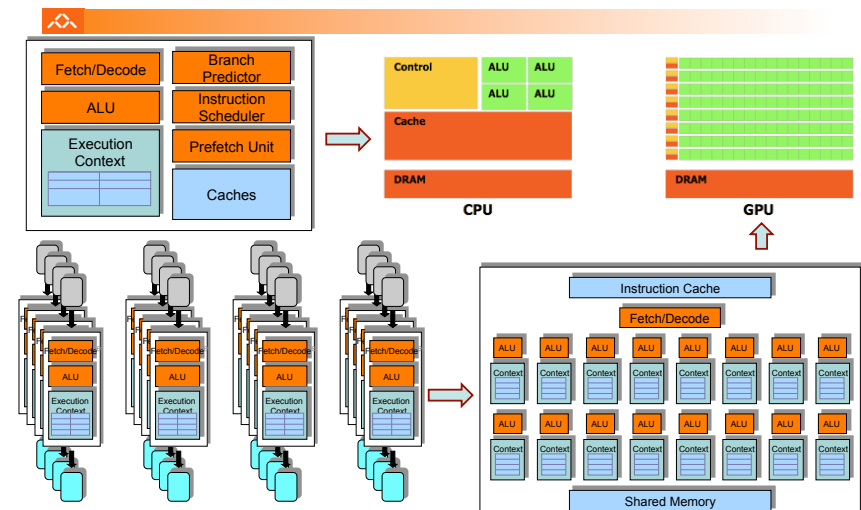 Fetch/Decode
Branch
Predictor
ALU
Instruction
Scheduler
Execution
Context
Prefetch Unit
Caches
Control
ALU
ALU
ALU
ALU
Cache
DRAM
CPU
DRAM
GPU
Fetch/Decode
ALU
Execution
Context
Fetch/Decode
ALU
Execution
Context
Fetch/Decode
ALU
Execution
Context
Fetch/Decode
ALU
Execution
Context
Instruction Cache
Fetch/Decode
ALU ALU ALU ALU ALU ALU ALU ALU
Context Context Context Context Context Context Context Context
ALU ALU ALU ALU ALU ALU ALU ALU
Context Context Context Context Context Context Context Context
Shared Memory